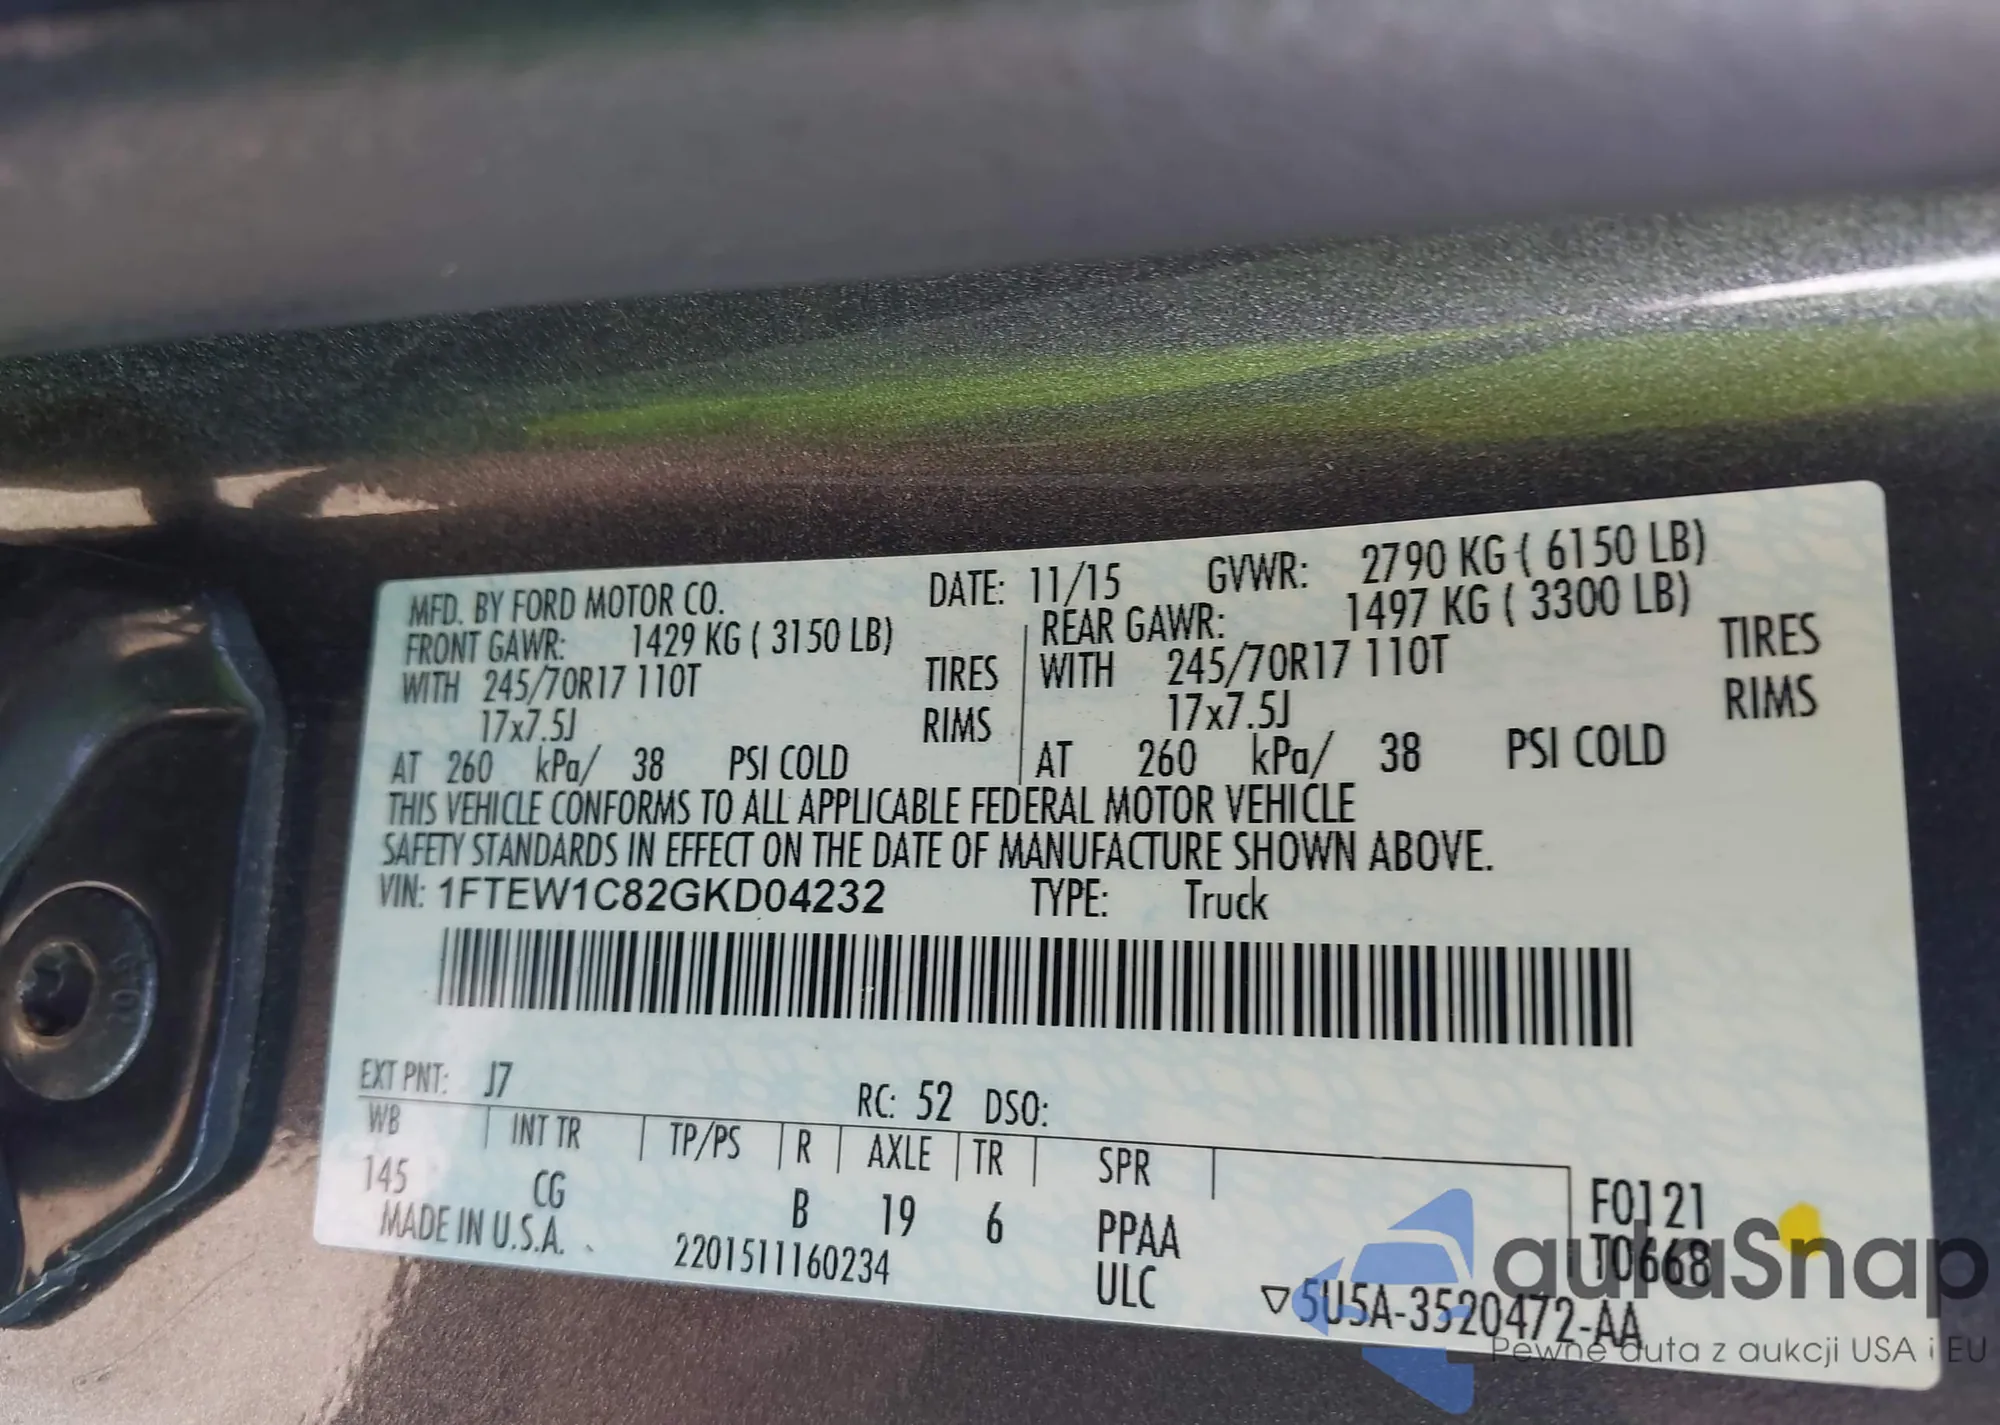 MFD. BY FORD MOTOR CO. DATE: 11/15 GVWR: 2790 KG ( 6150 LB)
FRONT GAWR: 1429 KG ( 3150 LB) REAR GAWR: 1497 KG ( 3300 LB)
WITH 245/70R17 110T TIRES WITH 245/70R17 110T TIRES
17x7.5J RIMS 17x7.5J RIMS
AT 260 kPa/ 38 PSI COLD AT 260 kPa/ 38 PSI COLD
THIS VEHICLE CONFORMS TO ALL APPLICABLE FEDERAL MOTOR VEHICLE
SAFETY STANDARDS IN EFFECT ON THE DATE OF MANUFACTURE SHOWN ABOVE.
VIN: 1FTEW1C82GKD04232 TYPE: Truck
EXT PNT: J7 RC: 52 DSO:
WB INT TR TP/PS R AXLE TR SPR
145 CG B 19 6 PPAA F0121
MADE IN U.S.A. 2201511160234 ULC T0668
▽5U5A-3520472-AA
autaSnap
Pewne auta z aukcji USA i EU